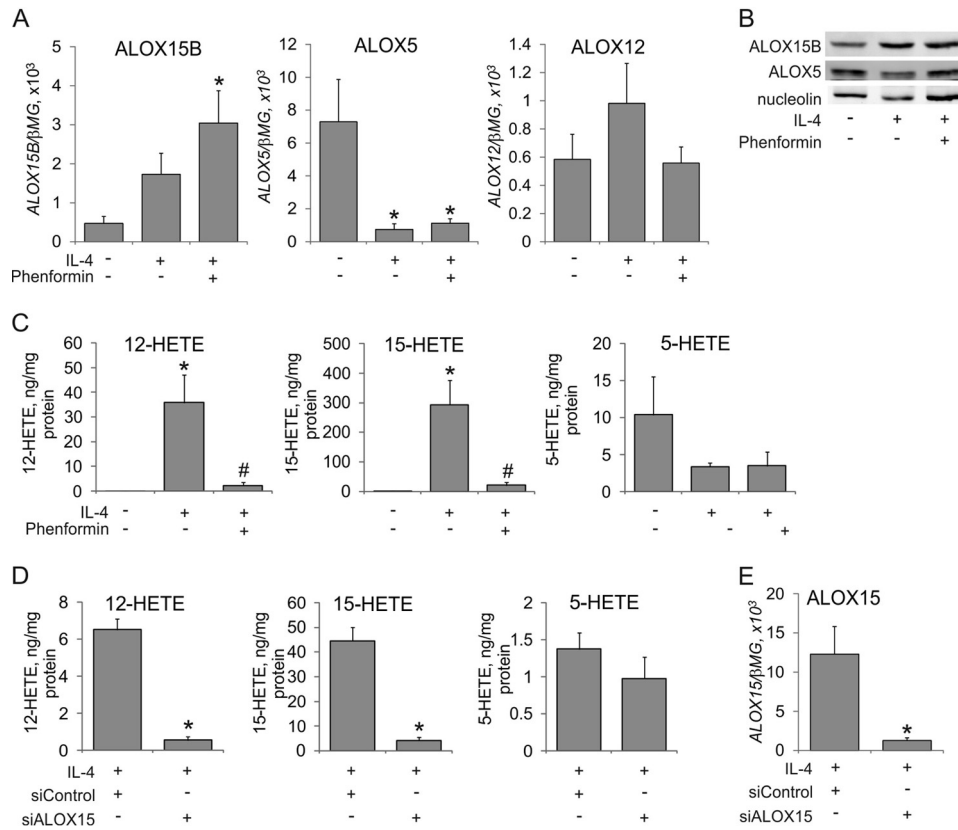 A
ALOX15B
ALOX15B/βMG, x10³
5
4
3
2
1
0
*
IL-4 - + +
Phenformin - - +
ALOX5
ALOX5/βMG, x10³
12
10
8
6
4
2
0
* *
- + +
- - +
ALOX12
ALOX12/βMG, x10³
1.4
1.2
1
0.8
0.6
0.4
0.2
0
- + +
- - +
B
ALOX15B
ALOX5
nucleolin
IL-4 - + +
Phenformin - - +
C
12-HETE
12-HETE, ng/mg
protein
60
50
40
30
20
10
0
*
#
IL-4 - + +
Phenformin - - +
15-HETE
15-HETE, ng/mg
protein
500
400
300
200
100
0
*
#
- + +
- - +
5-HETE
5-HETE, ng/mg
protein
20
15
10
5
0
- + +
- - +
D
12-HETE
12-HETE, ng/mg
protein
8
6
4
2
0
*
IL-4 + +
siControl + -
siALOX15 - +
15-HETE
15-HETE, ng/mg
protein
60
50
40
30
20
10
0
*
+ +
+ -
- +
5-HETE
5-HETE, ng/mg
protein
2
1.5
1
0.5
0
+ +
+ -
- +
E
ALOX15
ALOX15/βMG, x10³
20
15
10
5
0
*
IL-4 + +
siControl + -
siALOX15 - +